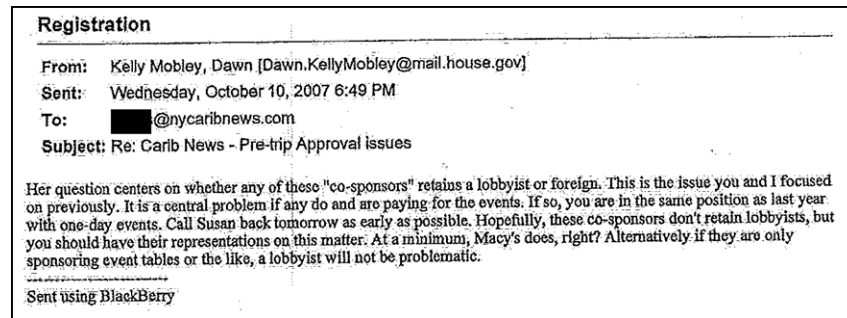 Registration
From: Kelly Mobley, Dawn [Dawn.KellyMobley@mail.house.gov]
Sent: Wednesday, October 10, 2007 6:49 PM
To: @nycaribnews.com
Subject: Re: Carib News - Pre-trip Approval issues
Her question centers on whether any of these "co-sponsors" retains a lobbyist or foreign. This is the issue you and I focused
on previously. It is a central problem if any do and are paying for the events. If so, you are in the same position as last year
with one-day events. Call Susan back tomorrow as early as possible. Hopefully, these co-sponsors don't retain lobbyists, but
you should have their representations on this matter. At a minimum, Macy's does, right? Alternatively if they are only
sponsoring event tables or the like, a lobbyist will not be problematic.
Sent using BlackBerry